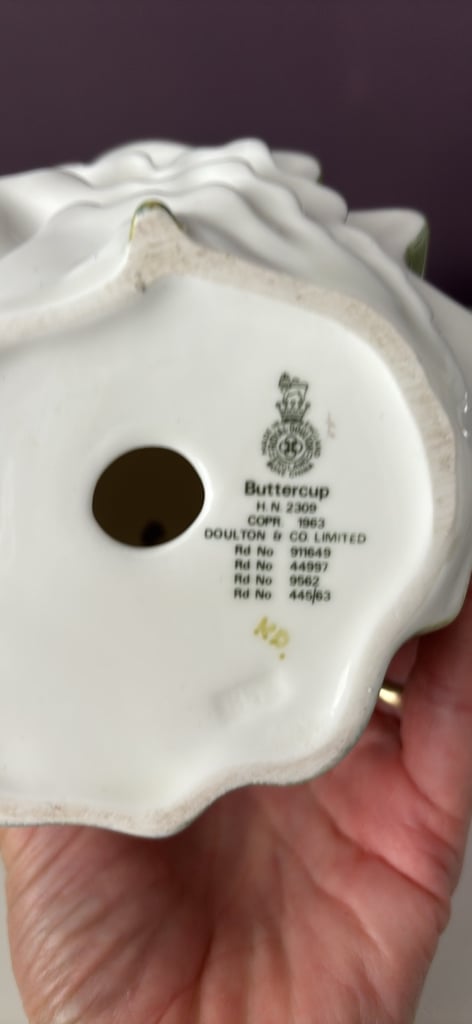 Buttercup
H.N. 2309
COPR. 1963
DOULTON & CO. LIMITED
Rd No 911649
Rd No 44997
Rd No 9562
Rd No 445/63
KD.